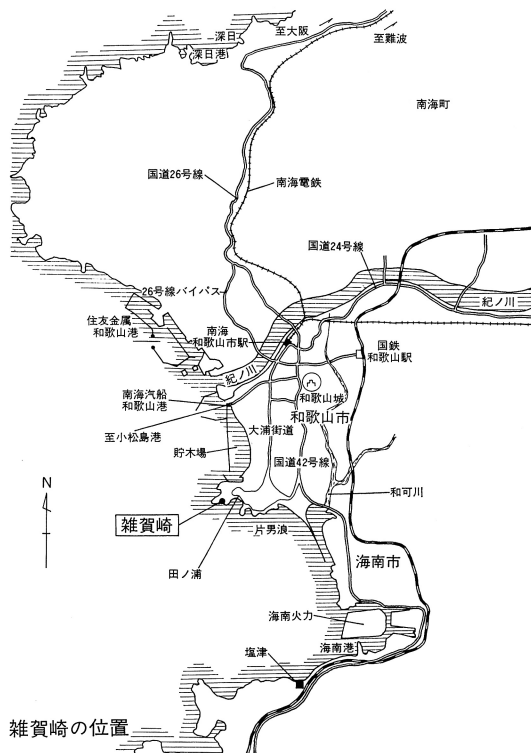 深日
深日港
至大阪
至難波
南海町
国道26号線
南海電鉄
国道24号線
紀ノ川
26号線バイパス
住友金属
和歌山港
南海
和歌山市駅
国鉄
和歌山駅
紀ノ川
和歌山城
南海汽船
和歌山港
和歌山市
至小松島港
大浦街道
貯木場
国道42号線
N
和可川
雑賀崎
片男浪
田ノ浦
海南市
海南火力
海南港
塩津
雑賀崎の位置